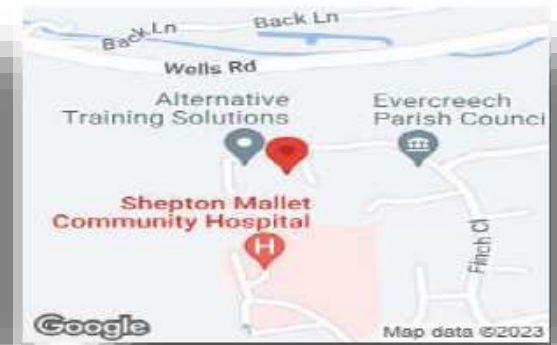 Back Ln
Back Ln
Wells Rd
Alternative
Training Solutions
Evercreech
Parish Counci
Shepton Mallet
Community Hospital
H
Finch Cl
Google
Map data ©2023